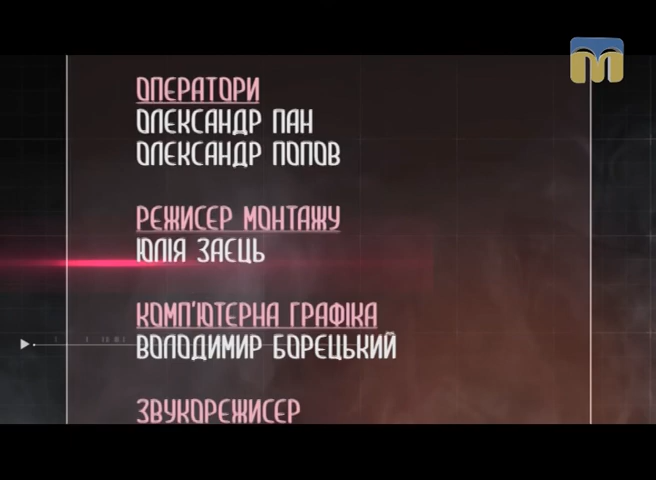 ОПЕРАТОРИ
ОЛЕКСАНДР ПАН
ОЛЕКСАНДР ПОПОВ
РЕЖИСЕР МОНТАЖУ
ЮЛІЯ ЗАЄЦЬ
КОМП'ЮТЕРНА ГРАФІКА
ВОЛОДИМИР БОРЕЦЬКИЙ
ЗВУКОРЕЖИСЕР